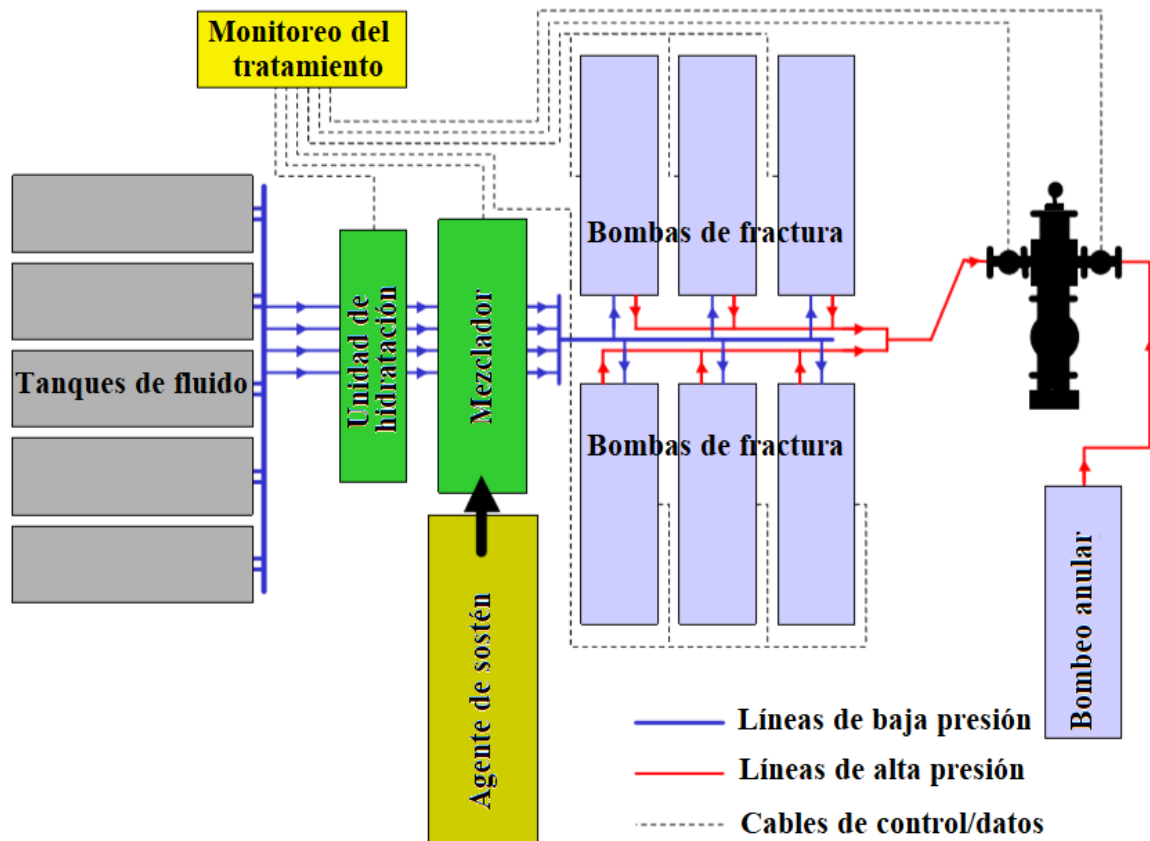 Monitoreo del
tratamiento
Bombas de fractura
Tanques de fluido
Unidad de
hidratación
Mezclador
Bombas de fractura
Agente de sostén
Bombeo anular
Líneas de baja presión
Líneas de alta presión
Cables de control/datos